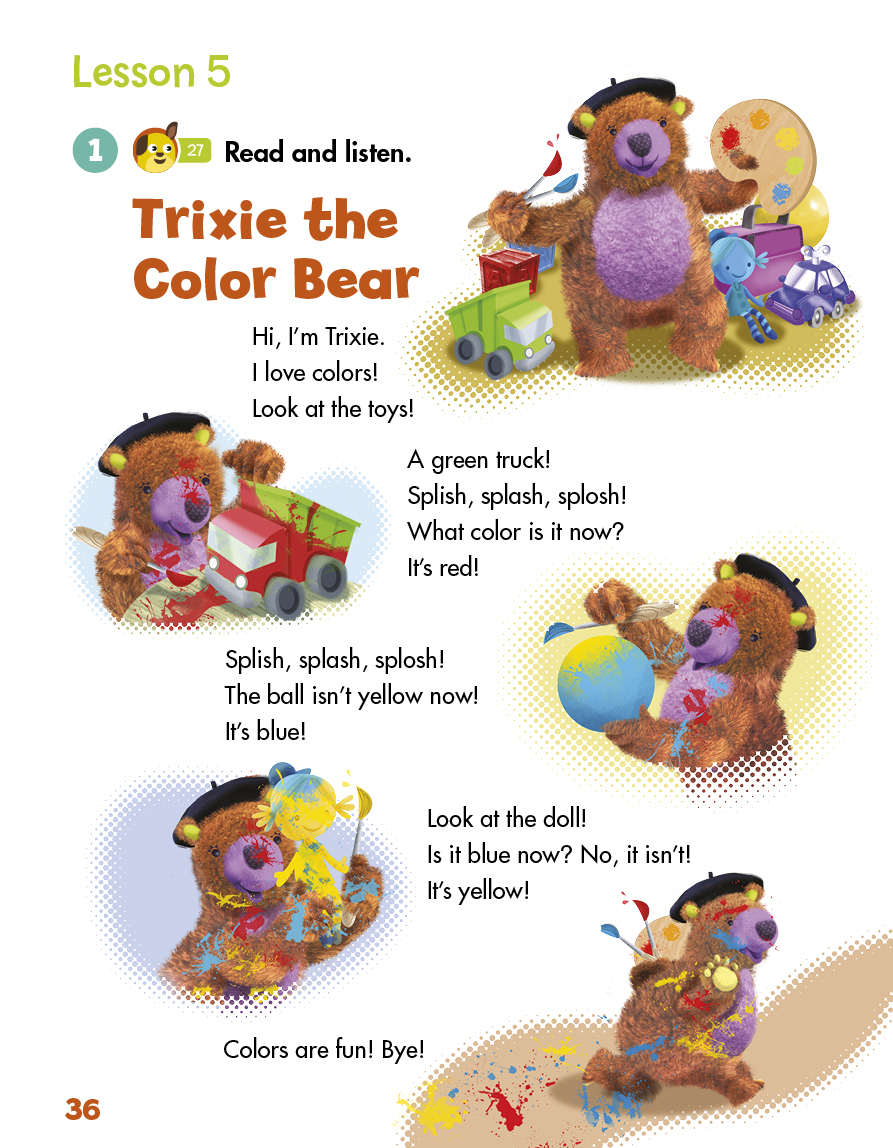 Lesson 5
1 27 Read and listen.
Trixie the
Color Bear
Hi, I'm Trixie.
I love colors!
Look at the toys!
A green truck!
Splish, splash, splosh!
What color is it now?
It's red!
Splish, splash, splosh!
The ball isn't yellow now!
It's blue!
Look at the doll!
Is it blue now? No, it isn't!
It's yellow!
Colors are fun! Bye!
36